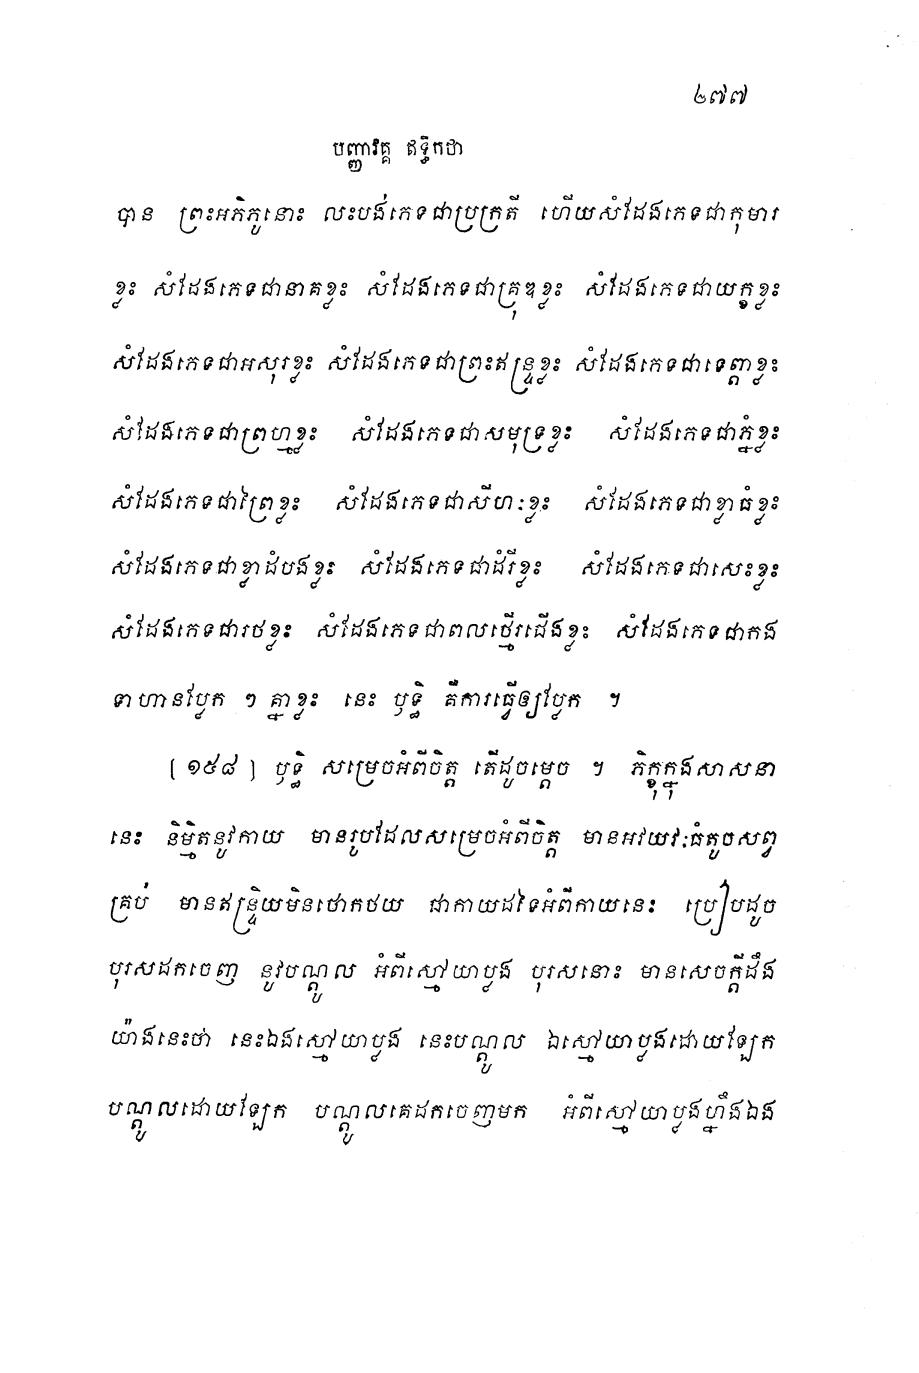 ២៧៧
បញ្ញាវគ្គ ឥទ្ធិកថា
បាន ព្រះអភិភូនោះ លះបង់ភេទជាប្រក្រតី ហើយសំដែងភេទជាកុមារ
ខ្លះ សំដែងភេទជានាគខ្លះ សំដែងភេទជាគ្រុឌខ្លះ សំដែងភេទជាយក្ខខ្លះ
សំដែងភេទជាអសុរខ្លះ សំដែងភេទជាព្រះឥន្ទ្រខ្លះ សំដែងភេទជាទេព្តាខ្លះ
សំដែងភេទជាព្រហ្មខ្លះ សំដែងភេទជាសមុទ្រខ្លះ សំដែងភេទជាភ្នំខ្លះ
សំដែងភេទជាព្រៃខ្លះ សំដែងភេទជាសីហៈខ្លះ សំដែងភេទជាខ្លាធំខ្លះ
សំដែងភេទជាខ្លាដំបងខ្លះ សំដែងភេទជាដំរីខ្លះ សំដែងភេទជាសេះខ្លះ
សំដែងភេទជារថខ្លះ សំដែងភេទជាពលថ្មើរជើងខ្លះ សំដែងភេទជាកង
ទាហានប្លែក ៗ គ្នាខ្លះ នេះ ឫទ្ធិ គឺការធ្វើឲ្យប្លែក ។
[១៥៨] ឫទ្ធិ សម្រេចអំពីចិត្ត តើដូចម្តេច ។ ភិក្ខុក្នុងសាសនា
នេះ និម្មិតនូវកាយ មានរូបដែលសម្រេចអំពីចិត្ត មានអវយវៈធំតូចសព្វ
គ្រប់ មានឥន្ទ្រិយមិនថោកថយ ជាកាយដទៃអំពីកាយនេះ ប្រៀបដូច
បុរសដកចេញ នូវបណ្តូល អំពីស្មៅយាប្លង បុរសនោះ មានសេចក្តីដឹង
យ៉ាងនេះថា នេះឯងស្មៅយាប្លង នេះបណ្តូល ឯស្មៅយាប្លងដោយឡែក
បណ្តូលដោយឡែក បណ្តូលគេដកចេញមក អំពីស្មៅយាប្លងហ្នឹងឯង